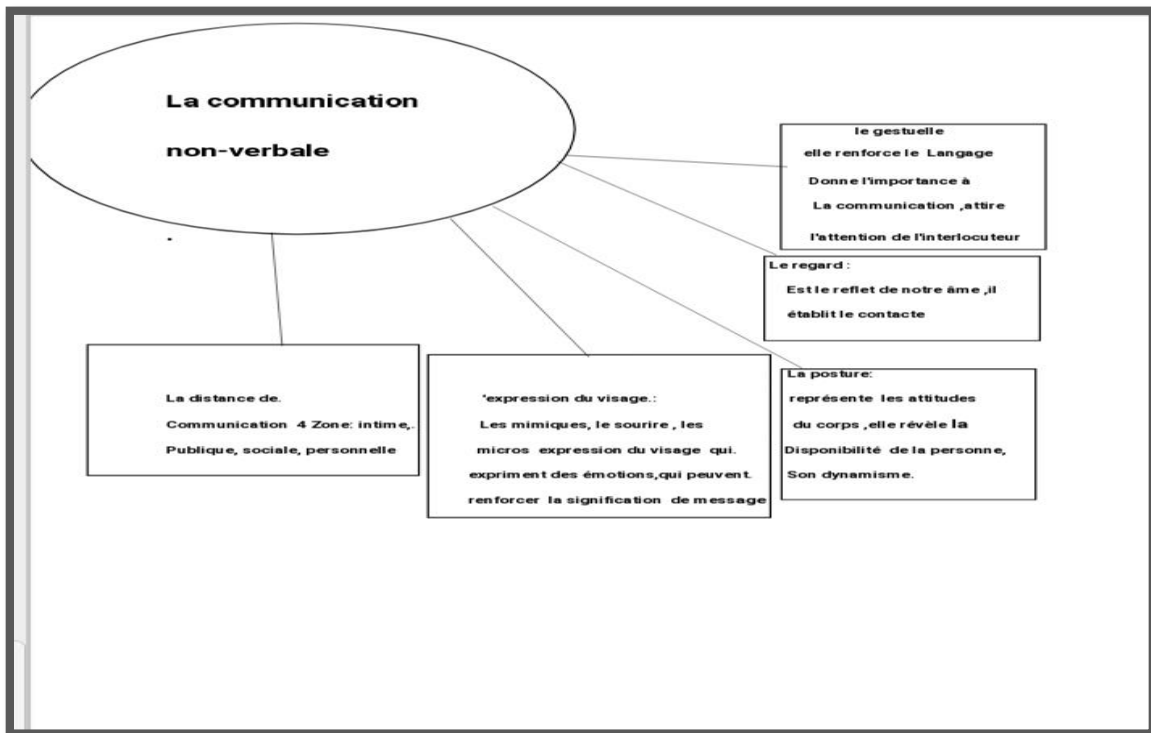 La communication
non-verbale
.
le gestuelle
elle renforce le Langage
Donne l'importance à
La communication ,attire
l'attention de l'interlocuteur
Le regard :
Est le reflet de notre âme ,il
établit le contacte
La posture:
représente les attitudes
du corps ,elle révèle la
Disponibilité de la personne,
Son dynamisme.
'expression du visage.:
Les mimiques, le sourire , les
micros expression du visage qui.
expriment des émotions,qui peuvent.
renforcer la signification de message
La distance de.
Communication 4 Zone: intime,.
Publique, sociale, personnelle